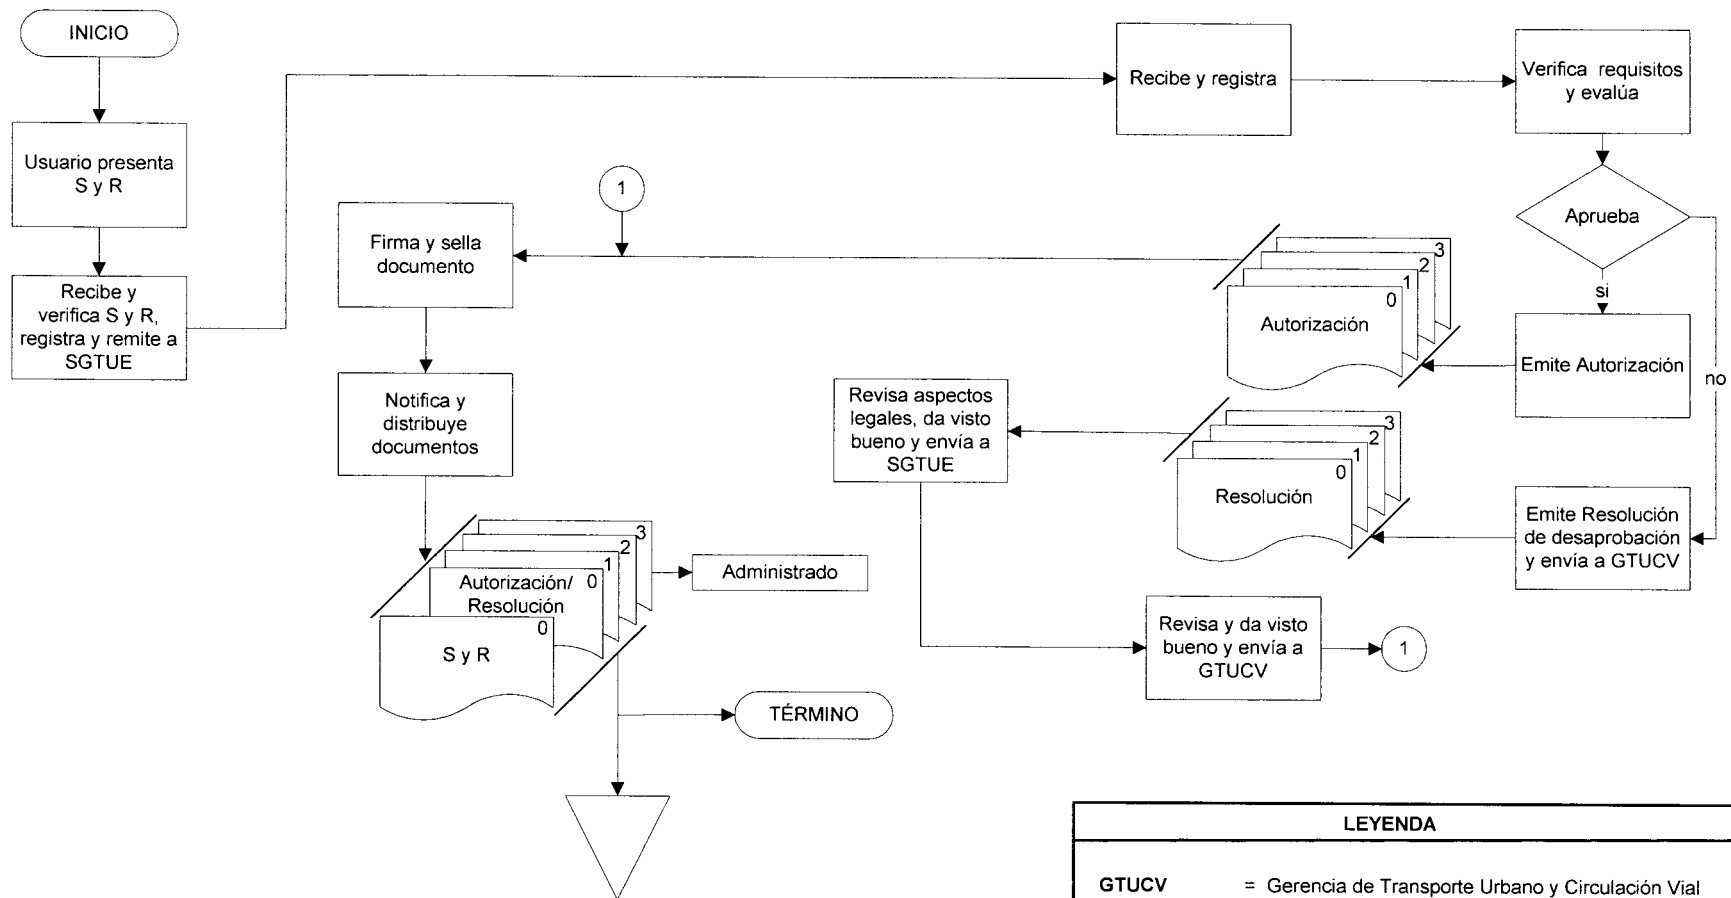 INICIO
Usuario presenta
S y R
Recibe y
verifica S y R,
registra y remite a
SGTUE
Recibe y registra
Verifica requisitos
y evalúa
Aprueba
si
no
Emite Autorización
Emite Resolución
de desaprobación
y envía a GTUCV
3
2
1
0
Autorización
3
2
1
0
Resolución
Revisa aspectos
legales, da visto
bueno y envía a
SGTUE
Revisa y da visto
bueno y envía a
GTUCV
1
1
Firma y sella
documento
Notifica y
distribuye
documentos
3
2
1
0
Autorización/
Resolución
0
S y R
Administrado
TÉRMINO
LEYENDA
GTUCV = Gerencia de Transporte Urbano y Circulación Vial